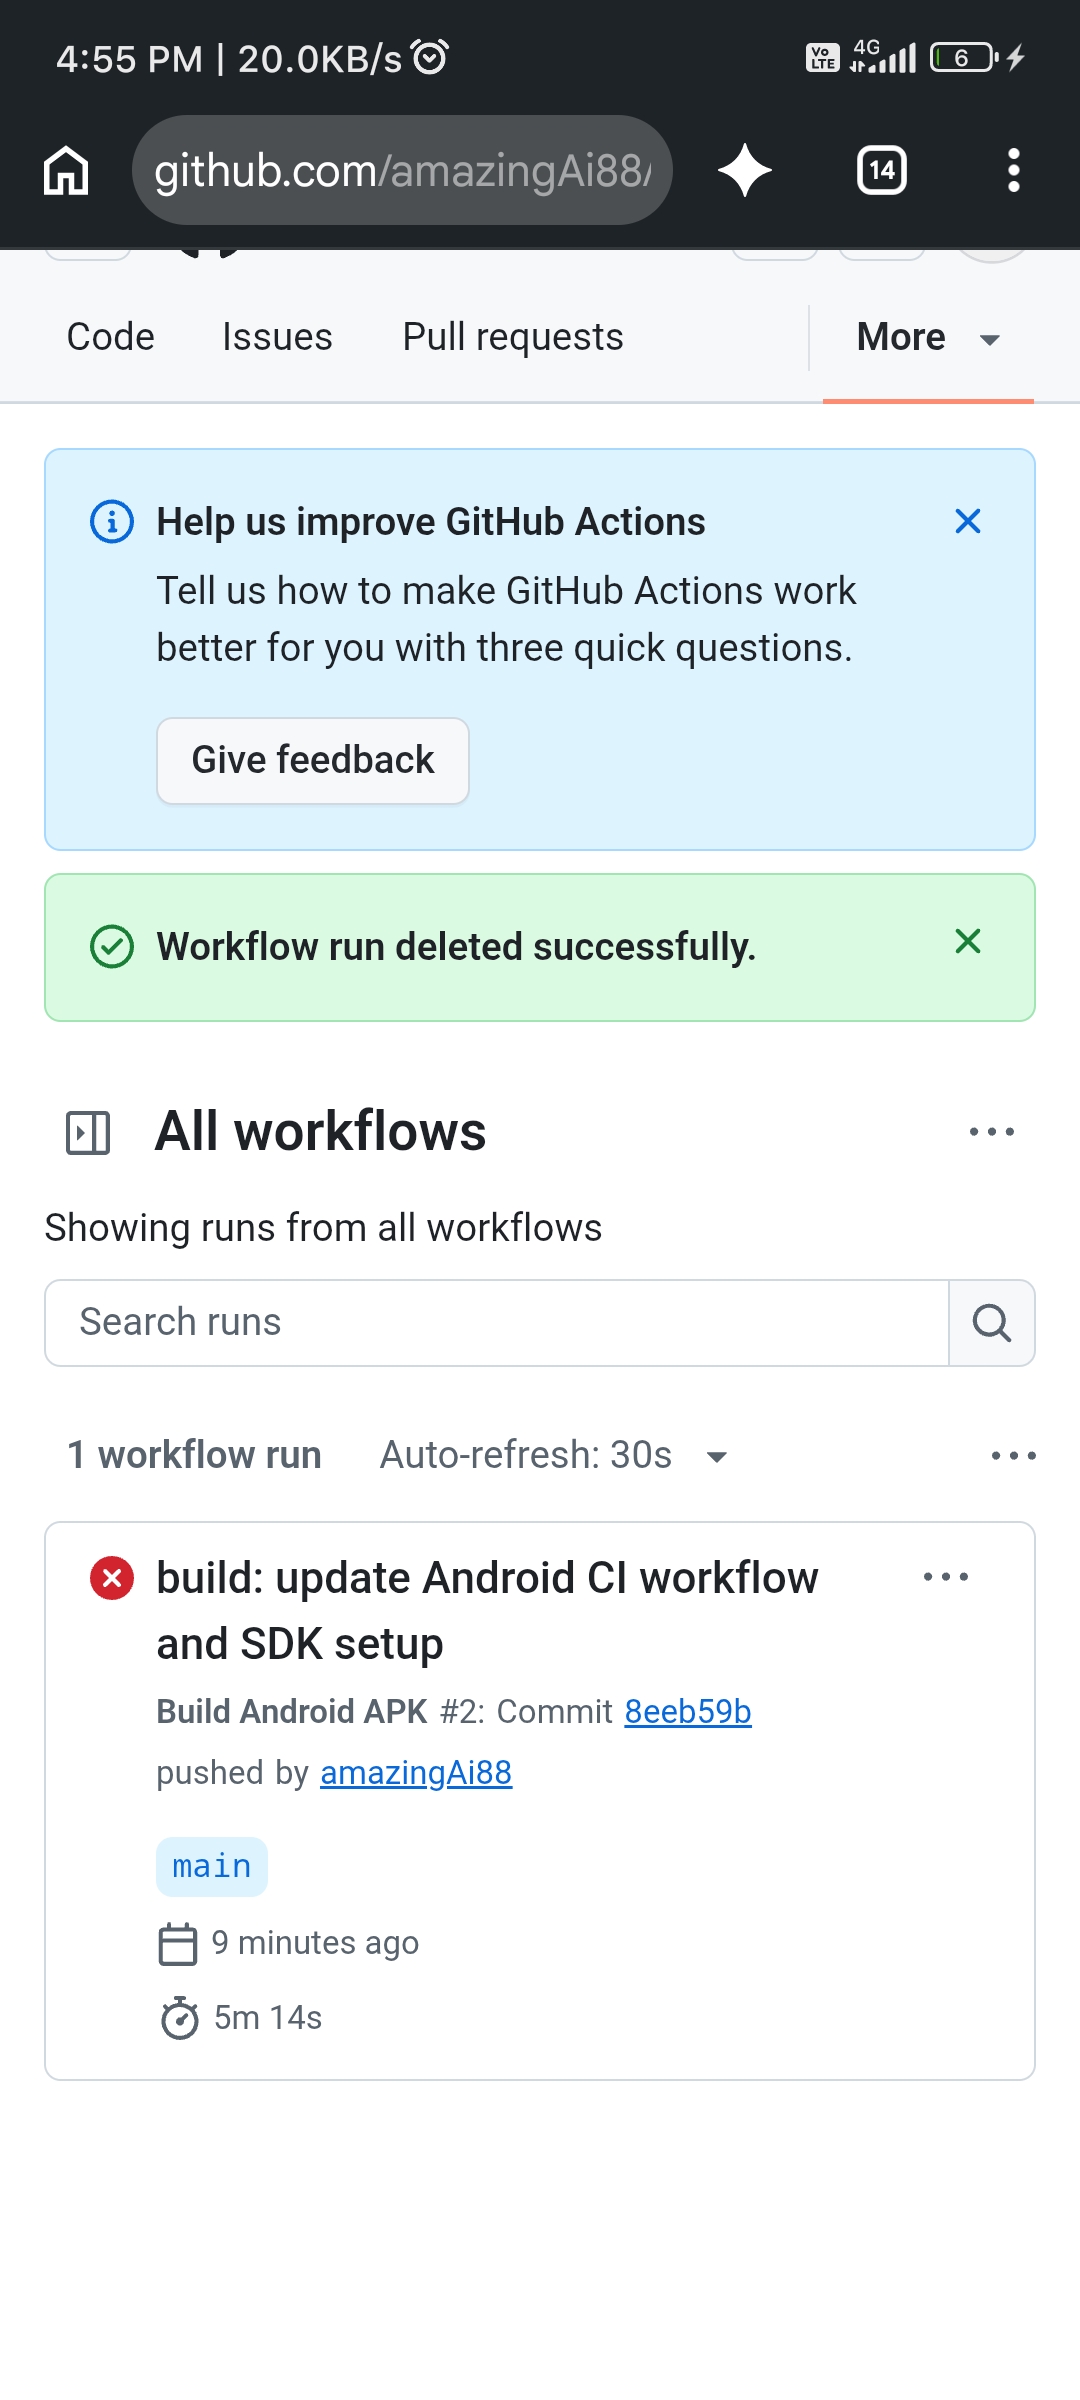 4:55 PM | 20.0KB/s
Vo LTE 4G 6
github.com/amazingAi88/
14
Code Issues Pull requests More
Help us improve GitHub Actions
Tell us how to make GitHub Actions work
better for you with three quick questions.
Give feedback
Workflow run deleted successfully.
All workflows
Showing runs from all workflows
Search runs
1 workflow run Auto-refresh: 30s
build: update Android CI workflow
and SDK setup
Build Android APK #2: Commit 8eeb59b
pushed by amazingAi88
main
9 minutes ago
5m 14s